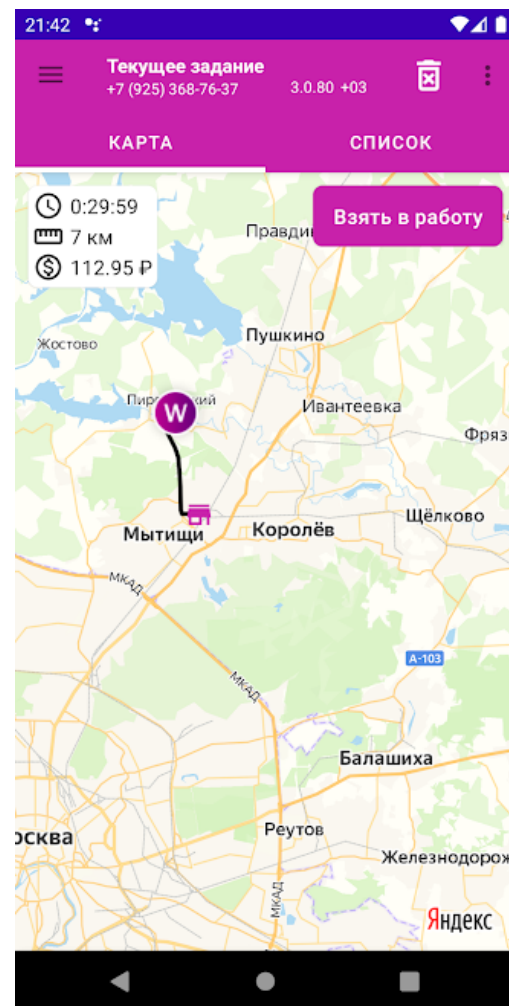 21:42
Текущее задание
+7 (925) 368-76-37 3.0.80 +03
КАРТА СПИСОК
0:29:59
7 км
112.95 ₽
Взять в работу
Пушкино
Жостово
W
Ивантеевка
Фряз
Щёлково
Мытищи Королёв
МКАД
А-103
МКАД
Балашиха
Реутов
осква
Железнодорож
МКАД
Яндекс